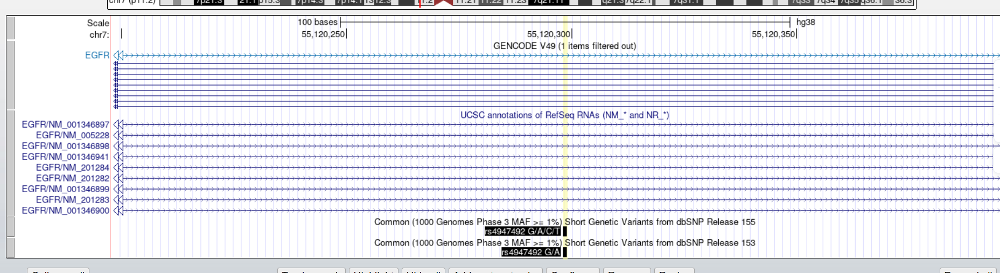 chr7 (p11.2) 7p21.3 21.1 p15.3 7p14.3 7p14.1 12.3 11.2 11.21 11.22 11.23 7q21.11 q21.3 7q22.1 7q31.1 7q33 7q34 7q35 q36.1 36.3
Scale 100 bases hg38
chr7: 55,120,250 55,120,300 55,120,350
GENCODE V49 (1 items filtered out)
EGFR
UCSC annotations of RefSeq RNAs (NM_* and NR_*)
EGFR/NM_001346897
EGFR/NM_005228
EGFR/NM_001346898
EGFR/NM_001346941
EGFR/NM_201284
EGFR/NM_201282
EGFR/NM_001346899
EGFR/NM_201283
EGFR/NM_001346900
Common (1000 Genomes Phase 3 MAF >= 1%) Short Genetic Variants from dbSNP Release 155
rs4947492 G/A/C/T
Common (1000 Genomes Phase 3 MAF >= 1%) Short Genetic Variants from dbSNP Release 153
rs4947492 G/A